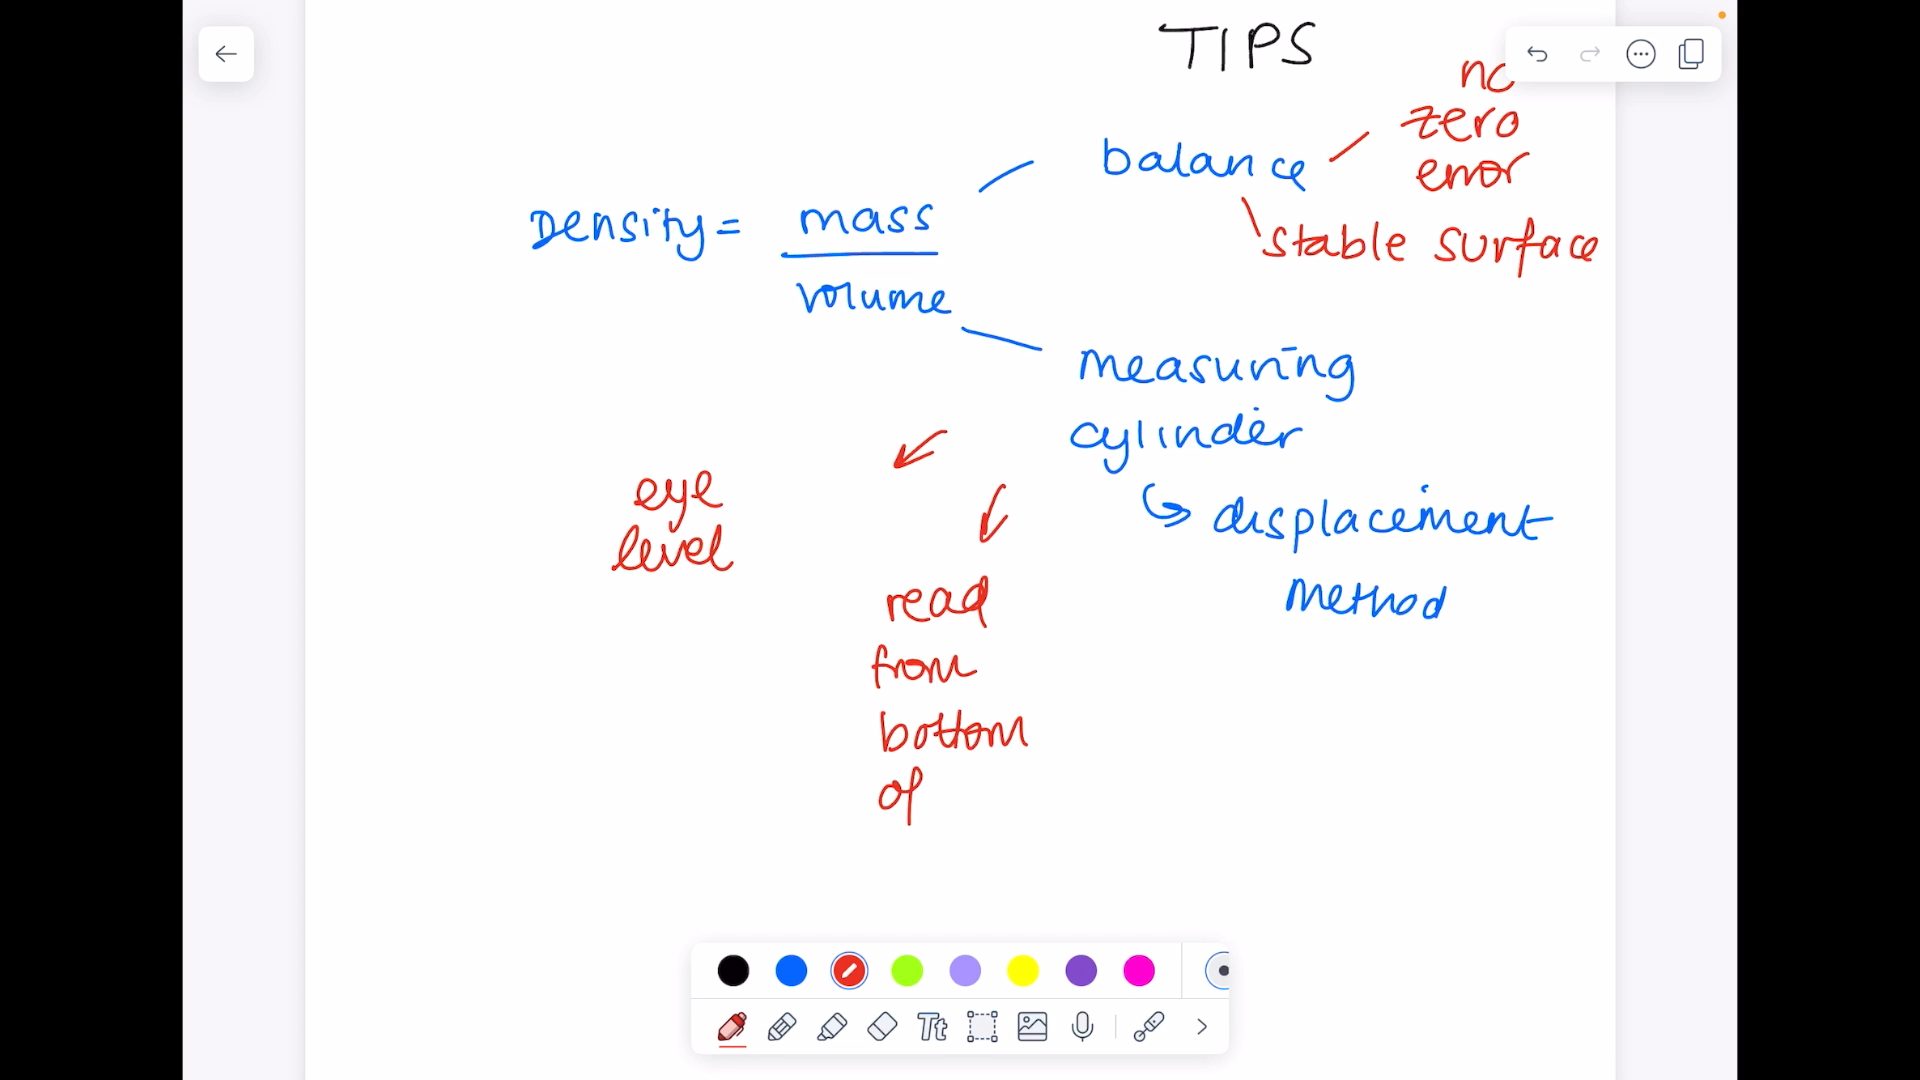 TIPS
no
zero
error
balance
stable surface
Density = mass
volume
measuring
cylinder
displacement
method
eye
level
read
from
bottom
of
Tt